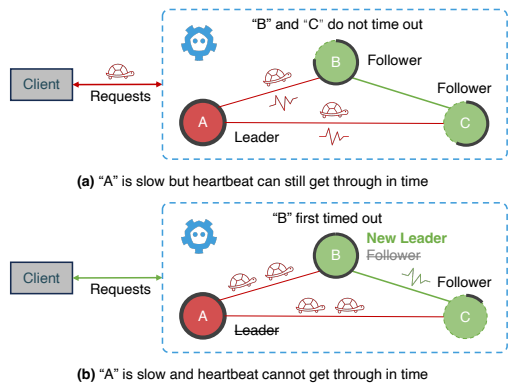 "B" and "C" do not time out
B
Follower
Client
Requests
Follower
A
C
Leader
(a) "A" is slow but heartbeat can still get through in time
"B" first timed out
New Leader
B
Follower
Client
Requests
Follower
A
C
Leader
(b) "A" is slow and heartbeat cannot get through in time